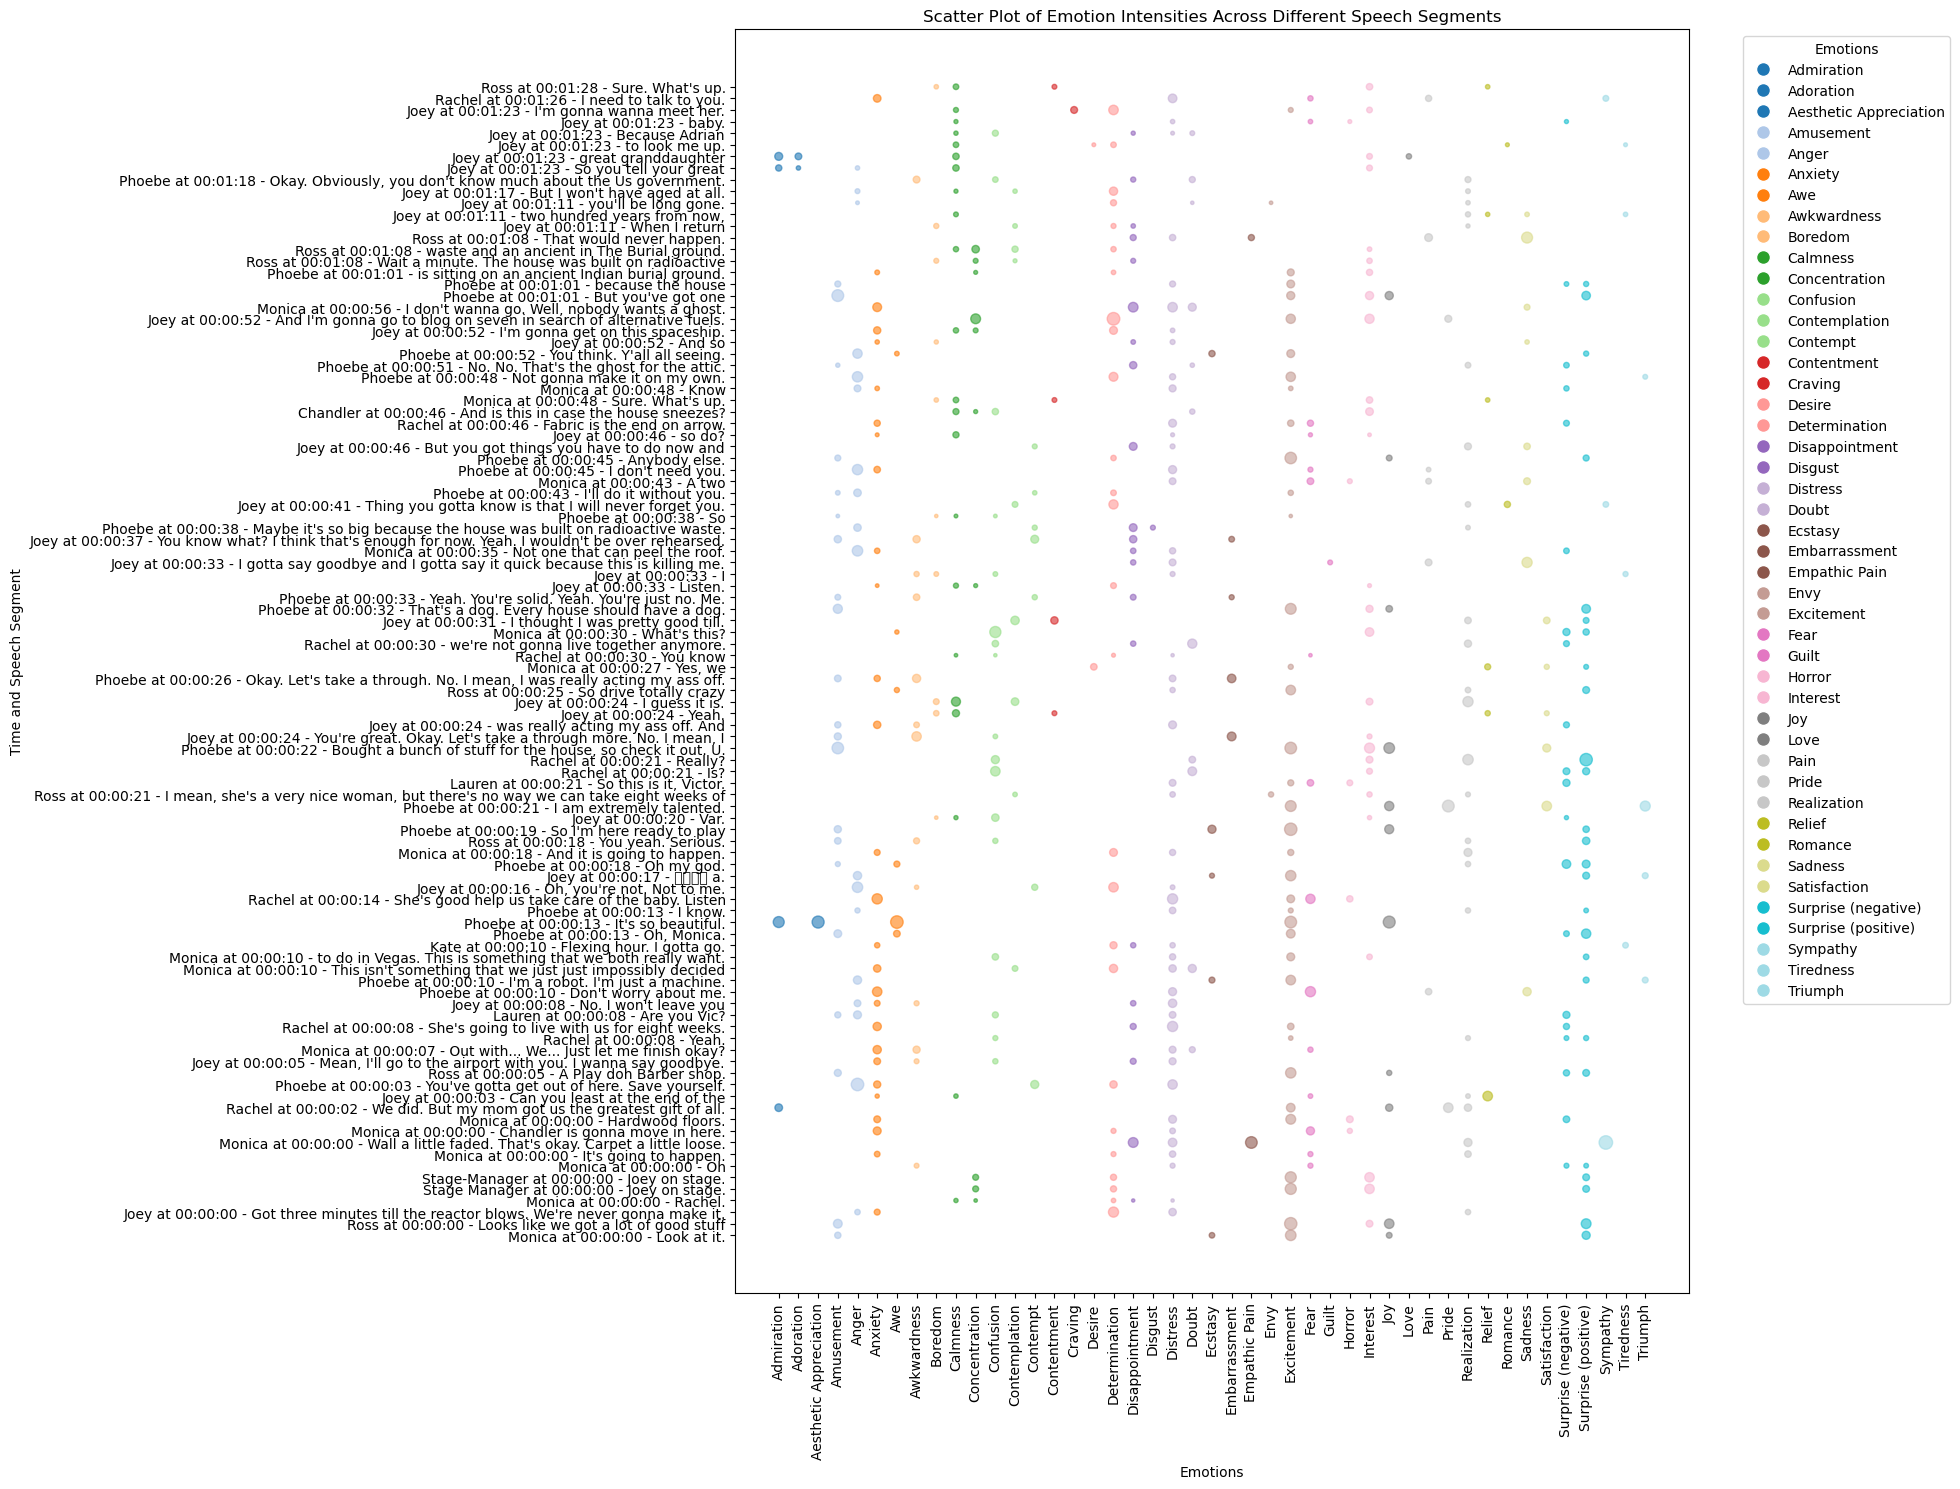 Scatter Plot of Emotion Intensities Across Different Speech Segments
Time and Speech Segment
Ross at 00:01:28 - Sure. What's up.
Rachel at 00:01:26 - I need to talk to you.
Joey at 00:01:23 - I'm gonna wanna meet her.
Joey at 00:01:23 - baby.
Joey at 00:01:23 - Because Adrian
Joey at 00:01:23 - to look me up.
Joey at 00:01:23 - great granddaughter
Joey at 00:01:23 - So you tell your great
Phoebe at 00:01:18 - Okay. Obviously, you don't know much about the Us government.
Joey at 00:01:17 - But I won't have aged at all.
Joey at 00:01:11 - you'll be long gone.
Joey at 00:01:11 - two hundred years from now,
Joey at 00:01:11 - When I return
Ross at 00:01:08 - That would never happen.
Ross at 00:01:08 - waste and an ancient in The Burial ground.
Ross at 00:01:08 - Wait a minute. The house was built on radioactive
Phoebe at 00:01:01 - is sitting on an ancient Indian burial ground.
Phoebe at 00:01:01 - because the house
Phoebe at 00:01:01 - But you've got one
Monica at 00:00:56 - I don't wanna go. Well, nobody wants a ghost.
Joey at 00:00:52 - And I'm gonna go to blog on seven in search of alternative fuels.
Joey at 00:00:52 - I'm gonna get on this spaceship.
Joey at 00:00:52 - And so
Phoebe at 00:00:52 - You think. Y'all all seeing.
Phoebe at 00:00:51 - No. No. That's the ghost for the attic.
Phoebe at 00:00:48 - Not gonna make it on my own.
Monica at 00:00:48 - Know
Monica at 00:00:48 - Sure. What's up.
Chandler at 00:00:46 - And is this in case the house sneezes?
Rachel at 00:00:46 - Fabric is the end on arrow.
Joey at 00:00:46 - so do?
Joey at 00:00:46 - But you got things you have to do now and
Phoebe at 00:00:45 - Anybody else.
Phoebe at 00:00:45 - I don't need you.
Monica at 00:00:43 - A two
Phoebe at 00:00:43 - I'll do it without you.
Joey at 00:00:41 - Thing you gotta know is that I will never forget you.
Phoebe at 00:00:38 - So
Phoebe at 00:00:38 - Maybe it's so big because the house was built on radioactive waste.
Joey at 00:00:37 - You know what? I think that's enough for now. Yeah. I wouldn't be over rehearsed.
Monica at 00:00:35 - Not one that can peel the roof.
Joey at 00:00:33 - I gotta say goodbye and I gotta say it quick because this is killing me.
Joey at 00:00:33 - I
Joey at 00:00:33 - Listen.
Phoebe at 00:00:33 - Yeah. You're solid, Yeah. You're just no. Me.
Phoebe at 00:00:32 - That's a dog. Every house should have a dog.
Joey at 00:00:31 - I thought I was pretty good till.
Monica at 00:00:30 - What's this?
Rachel at 00:00:30 - we're not gonna live together anymore.
Rachel at 00:00:30 - You know
Monica at 00:00:27 - Yes, we
Phoebe at 00:00:26 - Okay. Let's take a through. No. I mean, I was really acting my ass off.
Ross at 00:00:25 - So drive totally crazy
Joey at 00:00:24 - I guess it is.
Joey at 00:00:24 - Yeah,
Joey at 00:00:24 - was really acting my ass off. And
Joey at 00:00:24 - You're great. Okay. Let's take a through more. No. I mean, I
Phoebe at 00:00:22 - Bought a bunch of stuff for the house, so check it out, U.
Rachel at 00:00:21 - Really?
Rachel at 00:00:21 - Is?
Lauren at 00:00:21 - So this is it, Victor.
Ross at 00:00:21 - I mean, she's a very nice woman, but there's no way we can take eight weeks of
Phoebe at 00:00:21 - I am extremely talented.
Joey at 00:00:20 - Var.
Phoebe at 00:00:19 - So I'm here ready to play
Ross at 00:00:18 - You yeah. Serious.
Monica at 00:00:18 - And it is going to happen.
Phoebe at 00:00:18 - Oh my god.
Joey at 00:00:17 - a.
Joey at 00:00:16 - Oh, you're not. Not to me.
Rachel at 00:00:14 - She's good help us take care of the baby. Listen
Phoebe at 00:00:13 - I know.
Phoebe at 00:00:13 - It's so beautiful.
Phoebe at 00:00:13 - Oh, Monica.
Kate at 00:00:10 - Flexing hour. I gotta go.
Monica at 00:00:10 - to do in Vegas. This is something that we both really want.
Monica at 00:00:10 - This isn't something that we just just impossibly decided
Phoebe at 00:00:10 - I'm a robot. I'm just a machine.
Phoebe at 00:00:10 - Don't worry about me.
Joey at 00:00:08 - No. I won't leave you
Lauren at 00:00:08 - Are you Vic?
Rachel at 00:00:08 - She's going to live with us for eight weeks.
Rachel at 00:00:08 - Yeah.
Monica at 00:00:07 - Out with... We... Just let me finish okay?
Joey at 00:00:05 - Mean, I'll go to the airport with you. I wanna say goodbye.
Ross at 00:00:05 - A Play doh Barber shop.
Phoebe at 00:00:03 - You've gotta get out of here. Save yourself.
Joey at 00:00:03 - Can you least at the end of the
Rachel at 00:00:02 - We did. But my mom got us the greatest gift of all.
Monica at 00:00:00 - Hardwood floors.
Monica at 00:00:00 - Chandler is gonna move in here.
Monica at 00:00:00 - Wall a little faded. That's okay. Carpet a little loose.
Monica at 00:00:00 - It's going to happen.
Monica at 00:00:00 - Oh
Stage-Manager at 00:00:00 - Joey on stage.
Stage Manager at 00:00:00 - Joey on stage.
Monica at 00:00:00 - Rachel.
Joey at 00:00:00 - Got three minutes till the reactor blows. We're never gonna make it,
Ross at 00:00:00 - Looks like we got a lot of good stuff
Monica at 00:00:00 - Look at it.
Admiration
Adoration
Aesthetic Appreciation
Amusement
Anger
Anxiety
Awe
Awkwardness
Boredom
Calmness
Concentration
Confusion
Contemplation
Contempt
Contentment
Craving
Desire
Determination
Disappointment
Disgust
Distress
Doubt
Ecstasy
Embarrassment
Empathic Pain
Envy
Excitement
Fear
Guilt
Horror
Interest
Joy
Love
Pain
Pride
Realization
Relief
Romance
Sadness
Satisfaction
Surprise (negative)
Surprise (positive)
Sympathy
Tiredness
Triumph
Emotions
Emotions
Admiration
Adoration
Aesthetic Appreciation
Amusement
Anger
Anxiety
Awe
Awkwardness
Boredom
Calmness
Concentration
Confusion
Contemplation
Contempt
Contentment
Craving
Desire
Determination
Disappointment
Disgust
Distress
Doubt
Ecstasy
Embarrassment
Empathic Pain
Envy
Excitement
Fear
Guilt
Horror
Interest
Joy
Love
Pain
Pride
Realization
Relief
Romance
Sadness
Satisfaction
Surprise (negative)
Surprise (positive)
Sympathy
Tiredness
Triumph